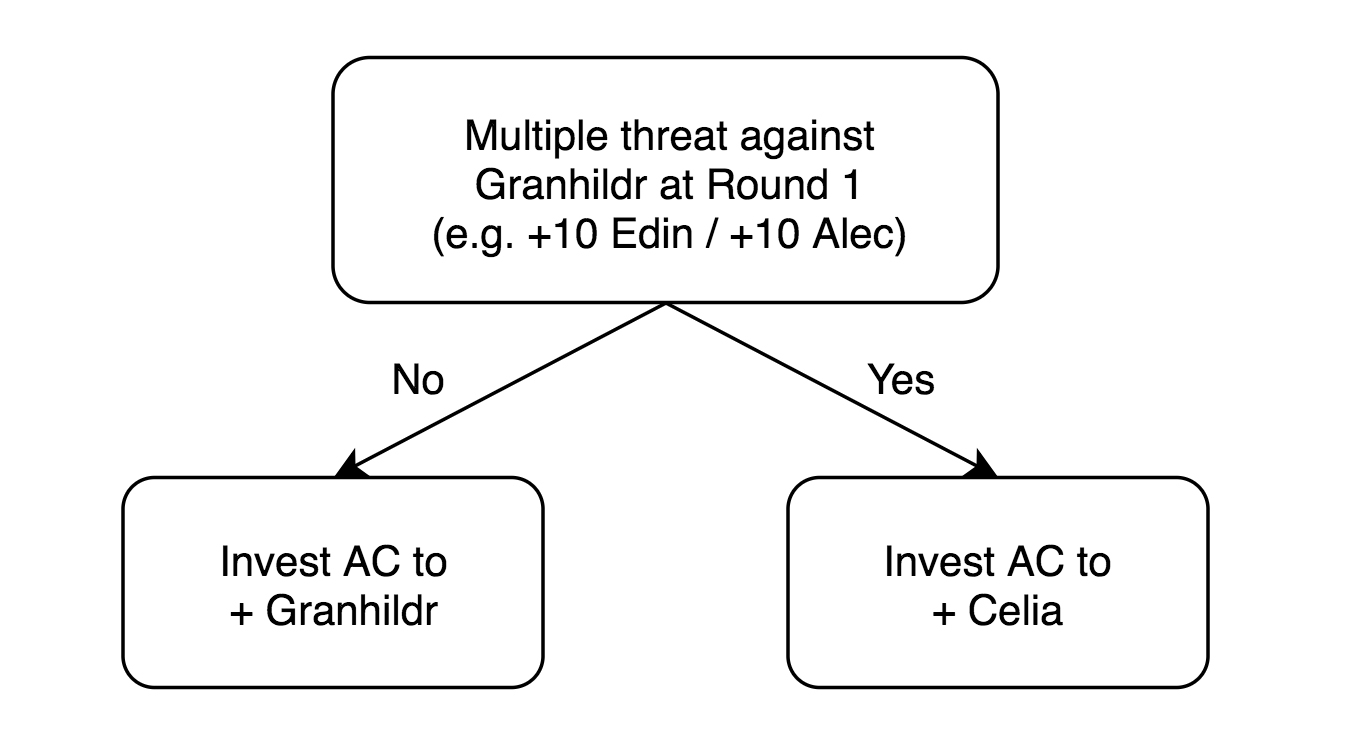 Multiple threat against
Granhildr at Round 1
(e.g. +10 Edin / +10 Alec)
No
Yes
Invest AC to
+ Granhildr
Invest AC to
+ Celia